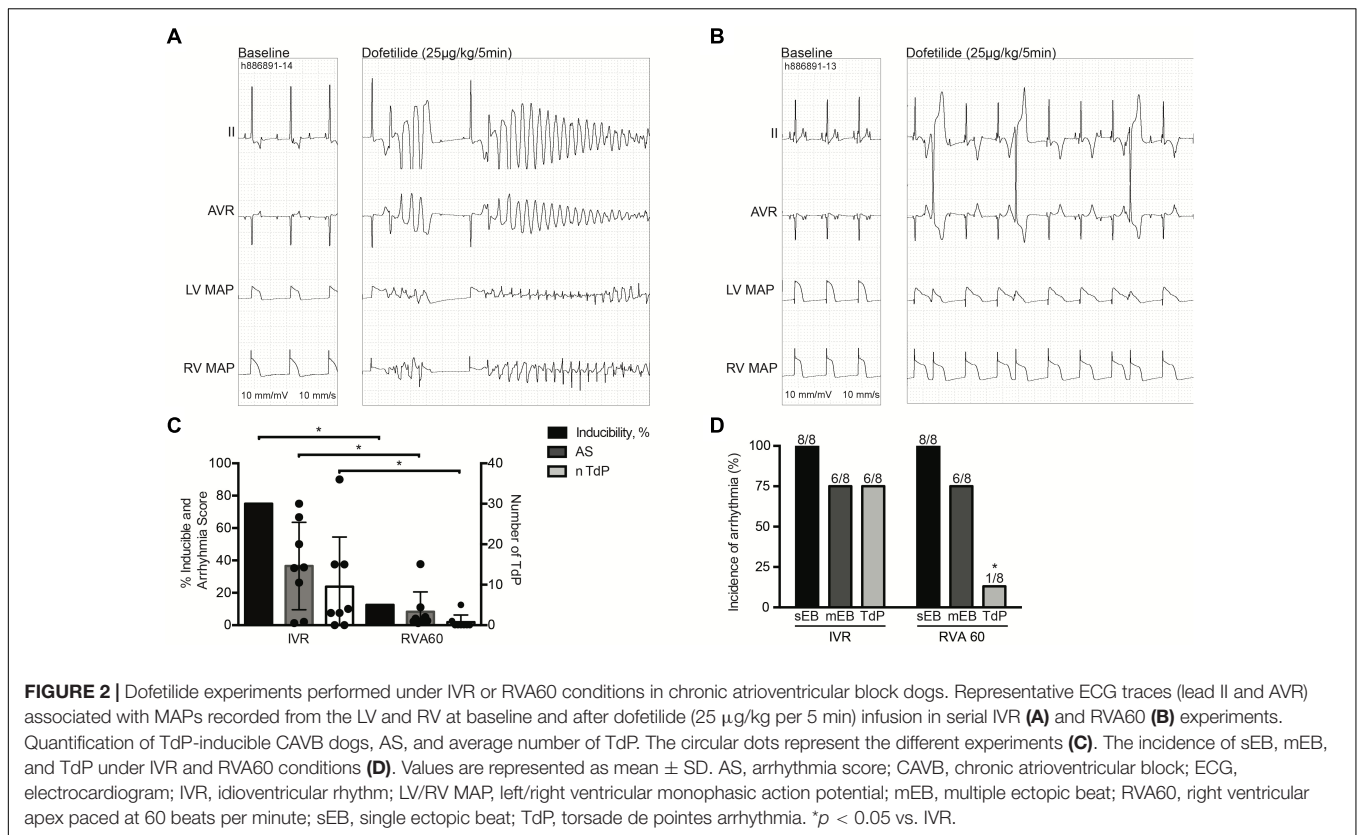 A
Baseline
Dofetilide (25µg/kg/5min)
h886891-14
II
AVR
LV MAP
RV MAP
10 mm/mV 10 mm/s
B
Baseline
Dofetilide (25µg/kg/5min)
h886891-13
II
AVR
LV MAP
RV MAP
10 mm/mV 10 mm/s
C
* 
*
*
Inducibility, %
AS
n TdP
% Inducible and
Arrhyhmia Score
100
80
60
40
20
0
Number of TdP
40
30
20
10
0
IVR RVA60
D
Incidence of arrhythmia (%)
100
75
50
25
0
8/8 6/8 6/8 8/8 6/8 * 1/8
sEB mEB TdP sEB mEB TdP
IVR RVA 60
FIGURE 2 | Dofetilide experiments performed under IVR or RVA60 conditions in chronic atrioventricular block dogs. Representative ECG traces (lead II and AVR)
associated with MAPs recorded from the LV and RV at baseline and after dofetilide (25 µg/kg per 5 min) infusion in serial IVR (A) and RVA60 (B) experiments.
Quantification of TdP-inducible CAVB dogs, AS, and average number of TdP. The circular dots represent the different experiments (C). The incidence of sEB, mEB,
and TdP under IVR and RVA60 conditions (D). Values are represented as mean ± SD. AS, arrhythmia score; CAVB, chronic atrioventricular block; ECG,
electrocardiogram; IVR, idioventricular rhythm; LV/RV MAP, left/right ventricular monophasic action potential; mEB, multiple ectopic beat; RVA60, right ventricular
apex paced at 60 beats per minute; sEB, single ectopic beat; TdP, torsade de pointes arrhythmia. *p < 0.05 vs. IVR.